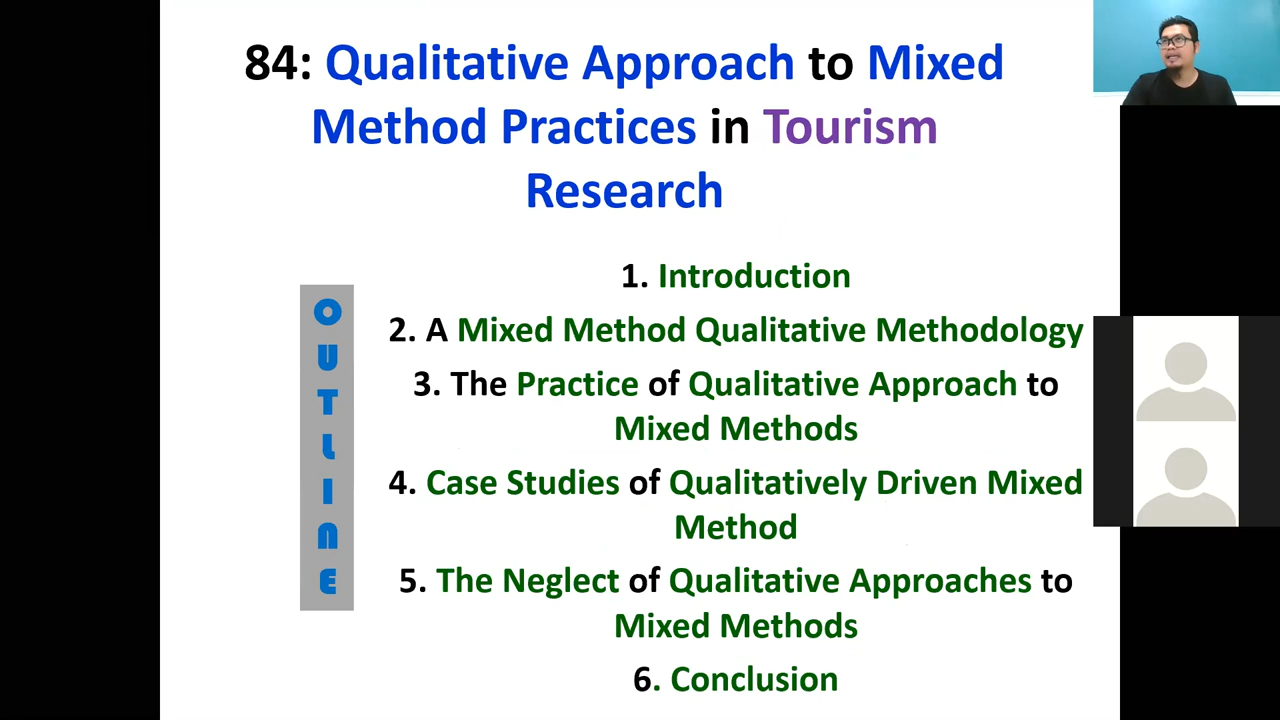 84: Qualitative Approach to Mixed
Method Practices in Tourism
Research
OUTLINE
1. Introduction
2. A Mixed Method Qualitative Methodology
3. The Practice of Qualitative Approach to
Mixed Methods
4. Case Studies of Qualitatively Driven Mixed
Method
5. The Neglect of Qualitative Approaches to
Mixed Methods
6. Conclusion